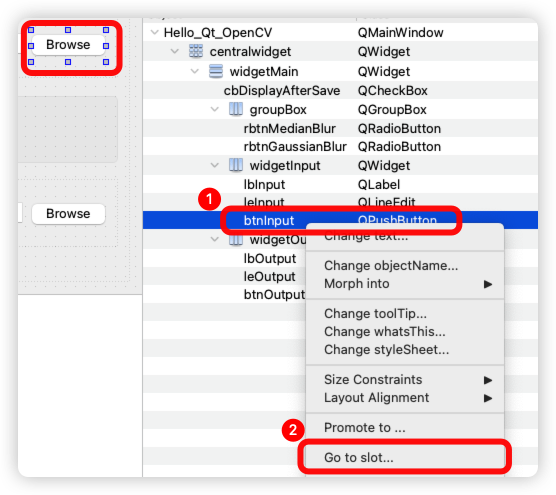 Browse
Browse
Hello_Qt_OpenCV QMainWindow
centralwidget QWidget
widgetMain QWidget
cbDisplayAfterSave QCheckBox
groupBox QGroupBox
rbtnMedianBlur QRadioButton
rbtnGaussianBlur QRadioButton
widgetInput QWidget
lbInput QLabel
1
leInput QLineEdit
btnInput QPushButton
widgetOu
lbOutput
leOutput
btnOutput
Change text...
Change objectName...
Morph into
Change toolTip...
Change whatsThis...
Change styleSheet...
Size Constraints
Layout Alignment
Promote to ...
2
Go to slot...